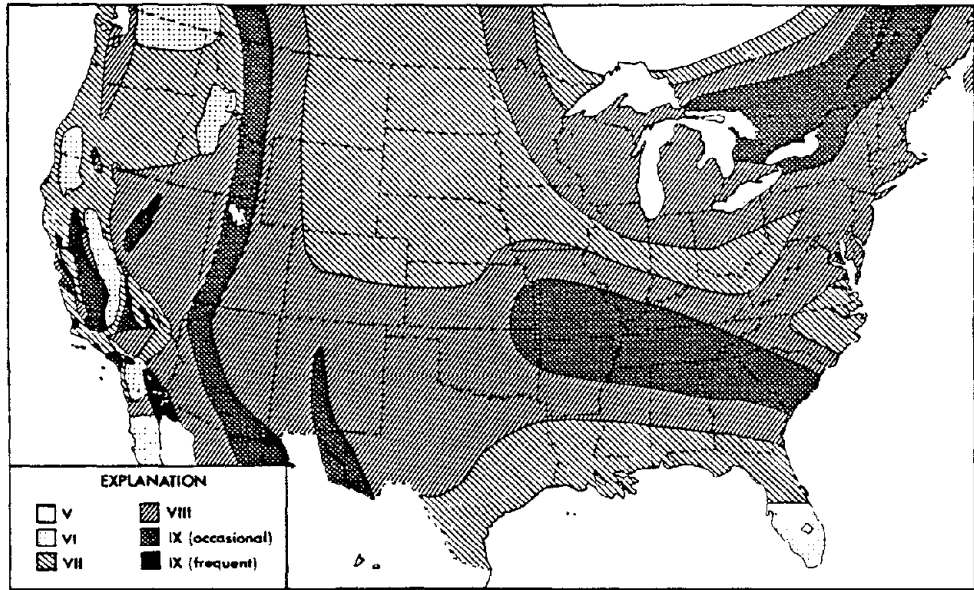 EXPLANATION
V
VI
VII
VIII
IX (occasional)
IX (frequent)